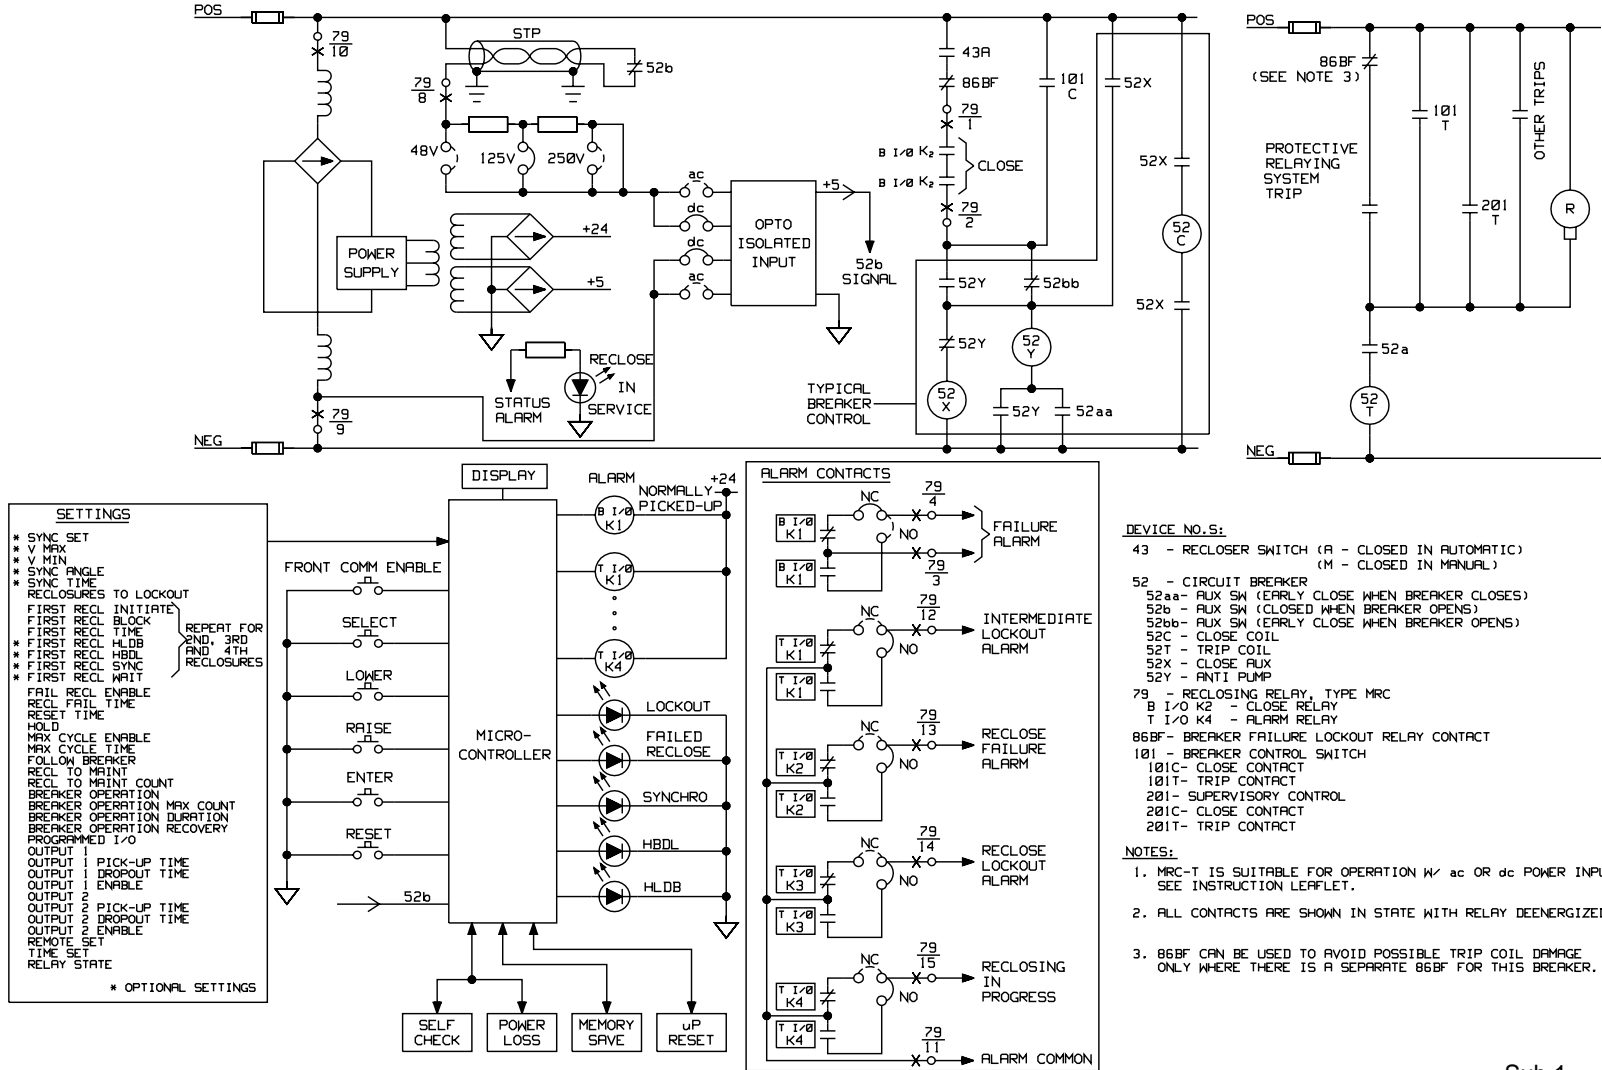 POS
79
10
STP
52b
79
8
48V
125V
250V
ac
dc
dc
ac
OPTO
ISOLATED
INPUT
+5
52b
SIGNAL
POWER
SUPPLY
+24
+5
RECLOSE
IN
SERVICE
STATUS
ALARM
79
9
NEG
43A
86BF
79
1
B I/O K2
B I/O K2
CLOSE
79
2
101
C
52X
52X
52
C
52X
52Y
52bb
52Y
52
Y
52
X
52Y
52aa
TYPICAL
BREAKER
CONTROL
POS
86BF
(SEE NOTE 3)
101
T
OTHER TRIPS
PROTECTIVE
RELAYING
SYSTEM
TRIP
201
T
R
52a
52
T
NEG
SETTINGS
* SYNC SET
* V MAX
* V MIN
* SYNC ANGLE
* SYNC TIME
RECLOSURES TO LOCKOUT
FIRST RECL INITIATE
FIRST RECL BLOCK
FIRST RECL TIME
* FIRST RECL HLDB
* FIRST RECL HBDL
* FIRST RECL SYNC
* FIRST RECL WAIT
REPEAT FOR
2ND, 3RD
AND 4TH
RECLOSURES
FAIL RECL ENABLE
RECL FAIL TIME
RESET TIME
HOLD
MAX CYCLE ENABLE
MAX CYCLE TIME
FOLLOW BREAKER
RECL TO MAINT
RECL TO MAINT COUNT
BREAKER OPERATION
BREAKER OPERATION MAX COUNT
BREAKER OPERATION DURATION
BREAKER OPERATION RECOVERY
PROGRAMMED I/O
OUTPUT 1
OUTPUT 1 PICK-UP TIME
OUTPUT 1 DROPOUT TIME
OUTPUT 1 ENABLE
OUTPUT 2
OUTPUT 2 PICK-UP TIME
OUTPUT 2 DROPOUT TIME
OUTPUT 2 ENABLE
REMOTE SET
TIME SET
RELAY STATE
* OPTIONAL SETTINGS
FRONT COMM ENABLE
SELECT
LOWER
RAISE
ENTER
RESET
52b
DISPLAY
MICRO-
CONTROLLER
ALARM
NORMALLY
PICKED-UP
+24
B I/O
K1
T I/O
K1
T I/O
K4
LOCKOUT
FAILED
RECLOSE
SYNCHRO
HBDL
HLDB
SELF
CHECK
POWER
LOSS
MEMORY
SAVE
uP
RESET
ALARM CONTACTS
B I/O
K1
B I/O
K1
NC
NO
79
4
79
3
FAILURE
ALARM
T I/O
K1
T I/O
K1
NC
NO
79
12
INTERMEDIATE
LOCKOUT
ALARM
T I/O
K2
T I/O
K2
NC
NO
79
13
RECLOSE
FAILURE
ALARM
T I/O
K3
T I/O
K3
NC
NO
79
14
RECLOSE
LOCKOUT
ALARM
T I/O
K4
T I/O
K4
NC
NO
79
15
RECLOSING
IN
PROGRESS
79
11
ALARM COMMON
DEVICE NO.S:
43 - RECLOSER SWITCH (A - CLOSED IN AUTOMATIC)
(M - CLOSED IN MANUAL)
52 - CIRCUIT BREAKER
52aa- AUX SW (EARLY CLOSE WHEN BREAKER CLOSES)
52b - AUX SW (CLOSED WHEN BREAKER OPENS)
52bb- AUX SW (EARLY CLOSE WHEN BREAKER OPENS)
52C - CLOSE COIL
52T - TRIP COIL
52X - CLOSE AUX
52Y - ANTI PUMP
79 - RECLOSING RELAY, TYPE MRC
B I/O K2 - CLOSE RELAY
T I/O K4 - ALARM RELAY
86BF- BREAKER FAILURE LOCKOUT RELAY CONTACT
101 - BREAKER CONTROL SWITCH
101C- CLOSE CONTACT
101T- TRIP CONTACT
201- SUPERVISORY CONTROL
201C- CLOSE CONTACT
201T- TRIP CONTACT
NOTES:
1. MRC-T IS SUITABLE FOR OPERATION W/ ac OR dc POWER INPU
SEE INSTRUCTION LEAFLET.
2. ALL CONTACTS ARE SHOWN IN STATE WITH RELAY DEENERGIZED
3. 86BF CAN BE USED TO AVOID POSSIBLE TRIP COIL DAMAGE
ONLY WHERE THERE IS A SEPARATE 86BF FOR THIS BREAKER.